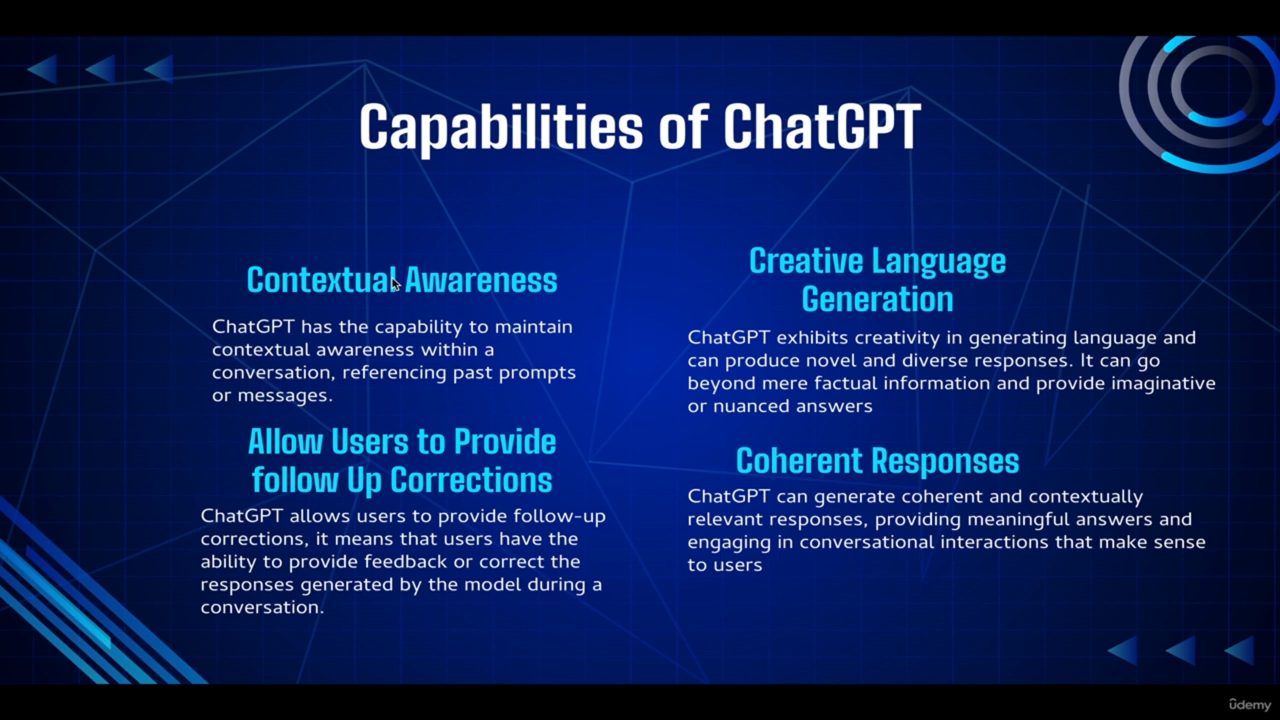 Capabilities of ChatGPT
Contextual Awareness
ChatGPT has the capability to maintain
contextual awareness within a
conversation, referencing past prompts
or messages.
Allow Users to Provide
follow Up Corrections
ChatGPT allows users to provide follow-up
corrections, it means that users have the
ability to provide feedback or correct the
responses generated by the model during a
conversation.
Creative Language
Generation
ChatGPT exhibits creativity in generating language and
can produce novel and diverse responses. It can go
beyond mere factual information and provide imaginative
or nuanced answers
Coherent Responses
ChatGPT can generate coherent and contextually
relevant responses, providing meaningful answers and
engaging in conversational interactions that make sense
to users
ûdemy